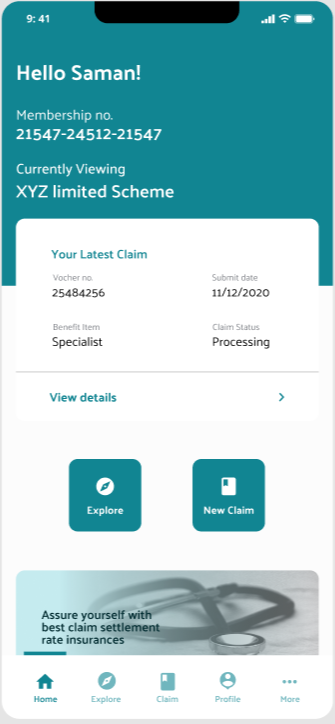 9: 41
Hello Saman!
Membership no.
21547-24512-21547
Currently Viewing
XYZ limited Scheme
Your Latest Claim
Vocher no.
Submit date
25484256
11/12/2020
Benefit Item
Claim Status
Specialist
Processing
View details
Explore
New Claim
Assure yourself with
best claim settlement
rate insurances
Home
Explore
Claim
Profile
More